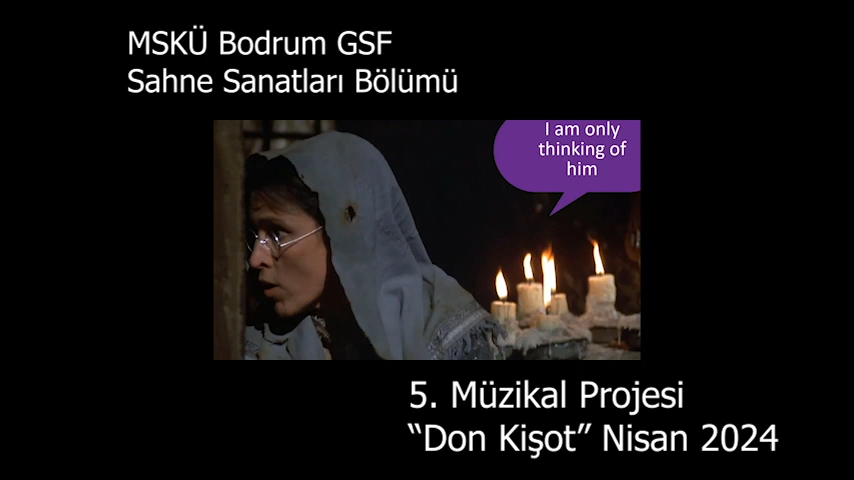 MSKÜ Bodrum GSF
Sahne Sanatları Bölümü
I am only
thinking of
him
5. Müzikal Projesi
“Don Kişot” Nisan 2024